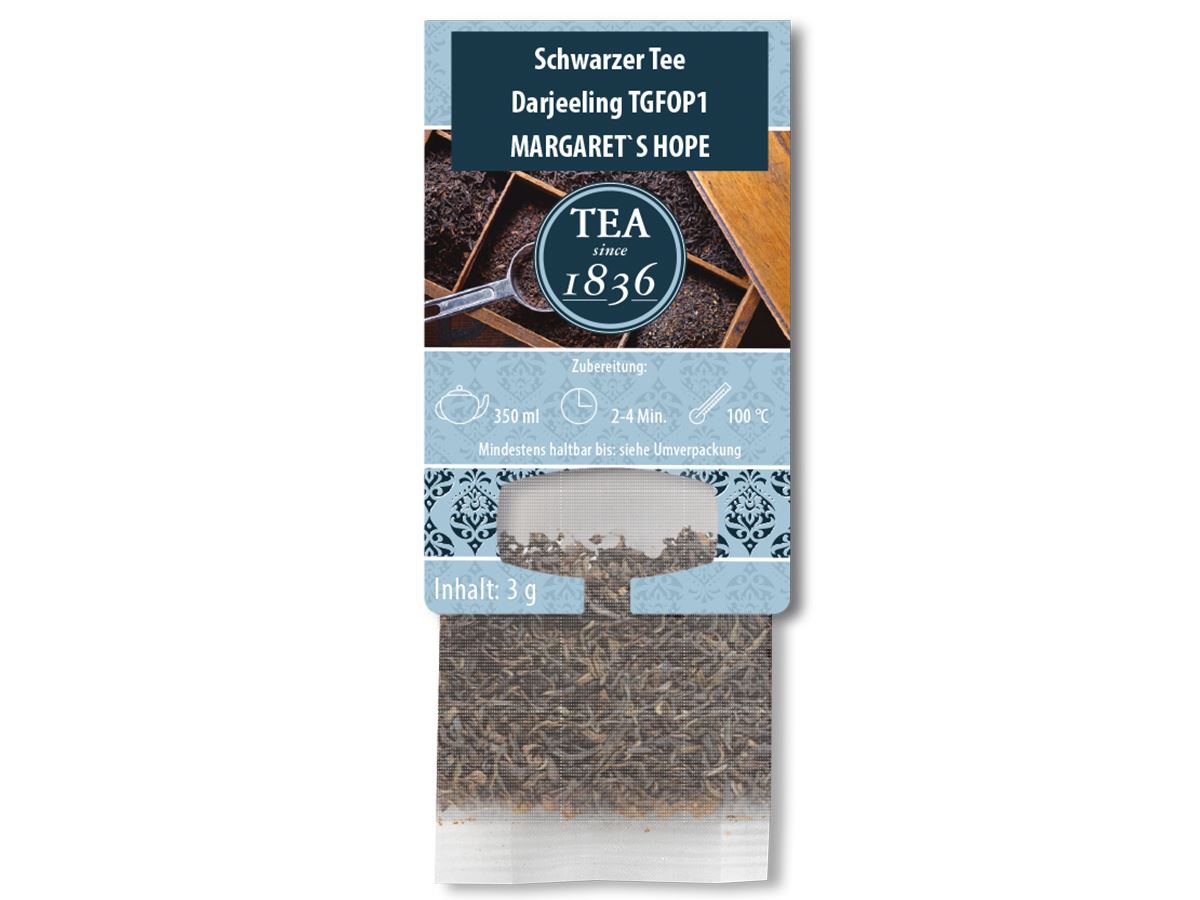 Schwarzer Tee
Darjeeling TGFOP1
MARGARET`S HOPE
TEA
since
1836
Zubereitung:
350 ml 2-4 Min. 100 °C
Mindestens haltbar bis: siehe Umverpackung
Inhalt: 3 g